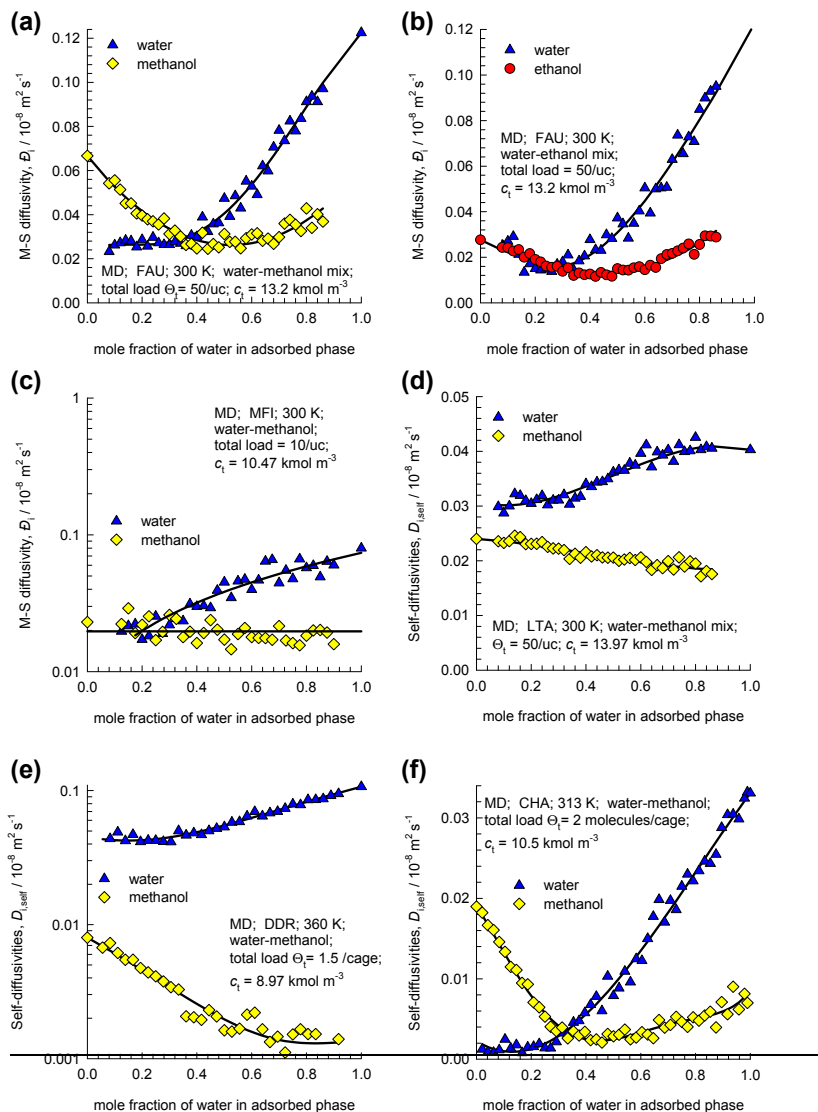 (a)
0.12
0.10
0.08
0.06
0.04
0.02
0.00
M-S diffusivity, Đi / 10⁻⁸ m² s⁻¹
water
methanol
MD; FAU; 300 K; water-methanol mix;
total load Θt= 50/uc; ct = 13.2 kmol m⁻³
0.0 0.2 0.4 0.6 0.8 1.0
mole fraction of water in adsorbed phase
(b)
0.12
0.10
0.08
0.06
0.04
0.02
0.00
M-S diffusivity, Đi / 10⁻⁸ m² s⁻¹
water
ethanol
MD; FAU; 300 K;
water-ethanol mix;
total load = 50/uc;
ct = 13.2 kmol m⁻³
0.0 0.2 0.4 0.6 0.8 1.0
mole fraction of water in adsorbed phase
(c)
1
0.1
0.01
M-S diffusivity, Đi / 10⁻⁸ m² s⁻¹
MD; MFI; 300 K;
water-methanol;
total load = 10/uc;
ct = 10.47 kmol m⁻³
water
methanol
0.0 0.2 0.4 0.6 0.8 1.0
mole fraction of water in adsorbed phase
(d)
0.05
0.04
0.03
0.02
0.01
0.00
Self-diffusivities, Di,self / 10⁻⁸ m² s⁻¹
water
methanol
MD; LTA; 300 K; water-methanol mix;
Θt = 50/uc; ct = 13.97 kmol m⁻³
0.0 0.2 0.4 0.6 0.8 1.0
mole fraction of water in adsorbed phase
(e)
0.1
0.01
0.001
Self-diffusivities, Di,self / 10⁻⁸ m² s⁻¹
water
methanol
MD; DDR; 360 K;
water-methanol;
total load Θt= 1.5 /cage;
ct = 8.97 kmol m⁻³
0.0 0.2 0.4 0.6 0.8 1.0
mole fraction of water in adsorbed phase
(f)
0.03
0.02
0.01
0.00
Self-diffusivities, Di,self / 10⁻⁸ m² s⁻¹
MD; CHA; 313 K; water-methanol;
total load Θt= 2 molecules/cage;
ct = 10.5 kmol m⁻³
water
methanol
0.0 0.2 0.4 0.6 0.8 1.0
mole fraction of water in adsorbed phase